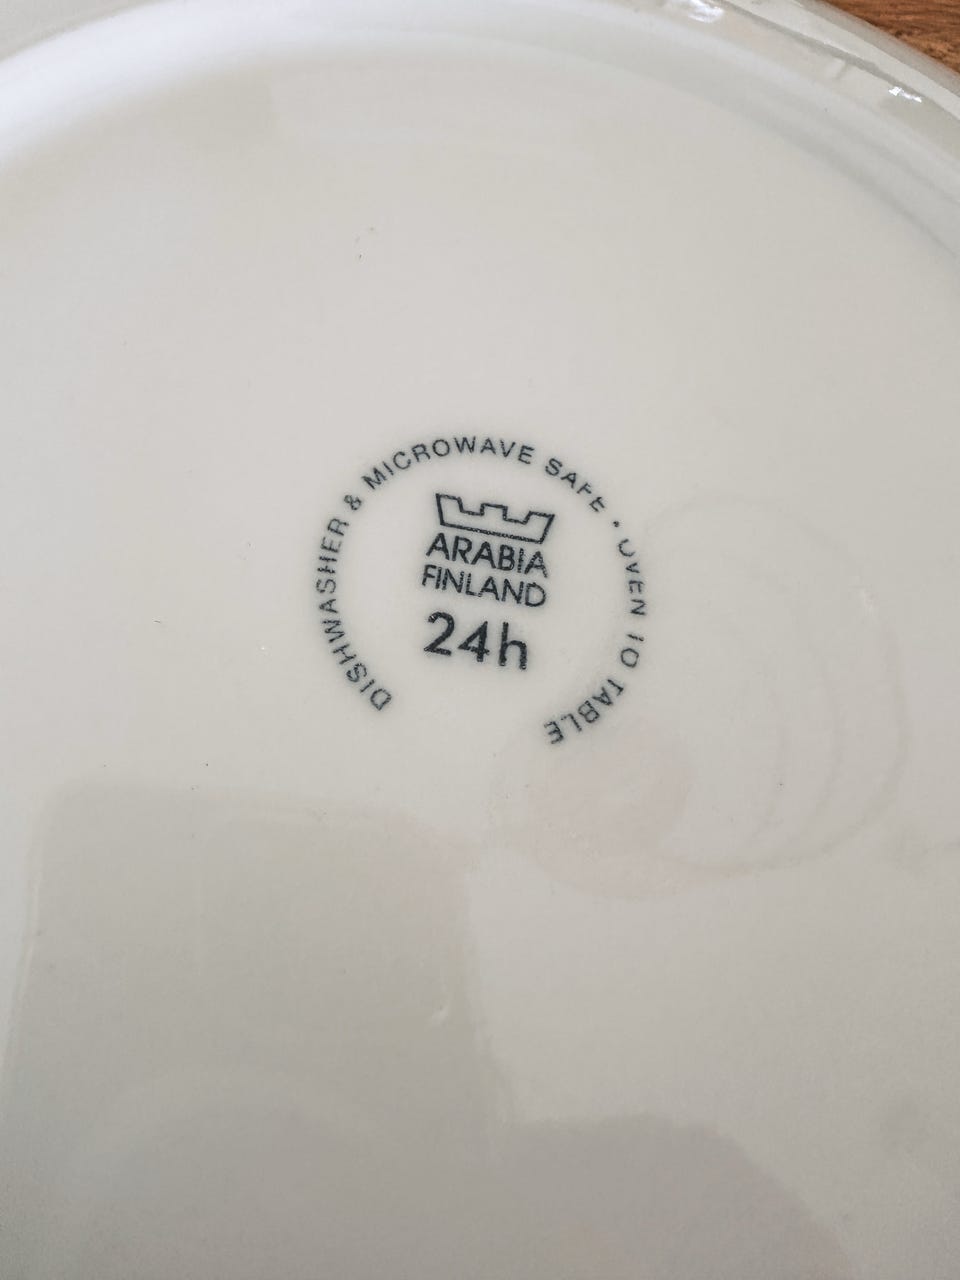 DISHWASHER & MICROWAVE SAFE • OVEN TO TABLE
ARABIA
FINLAND
24h